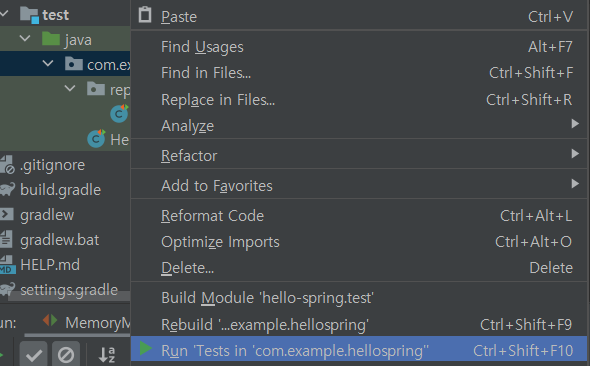 test
java
com.ex
rep
He
.gitignore
build.gradle
gradlew
gradlew.bat
HELP.md
settings.gradle
un:
MemoryM
Paste Ctrl+V
Find Usages Alt+F7
Find in Files... Ctrl+Shift+F
Replace in Files... Ctrl+Shift+R
Analyze
Refactor
Add to Favorites
Reformat Code Ctrl+Alt+L
Optimize Imports Ctrl+Alt+O
Delete... Delete
Build Module 'hello-spring.test'
Rebuild '...example.hellospring' Ctrl+Shift+F9
Run 'Tests in 'com.example.hellospring'' Ctrl+Shift+F10